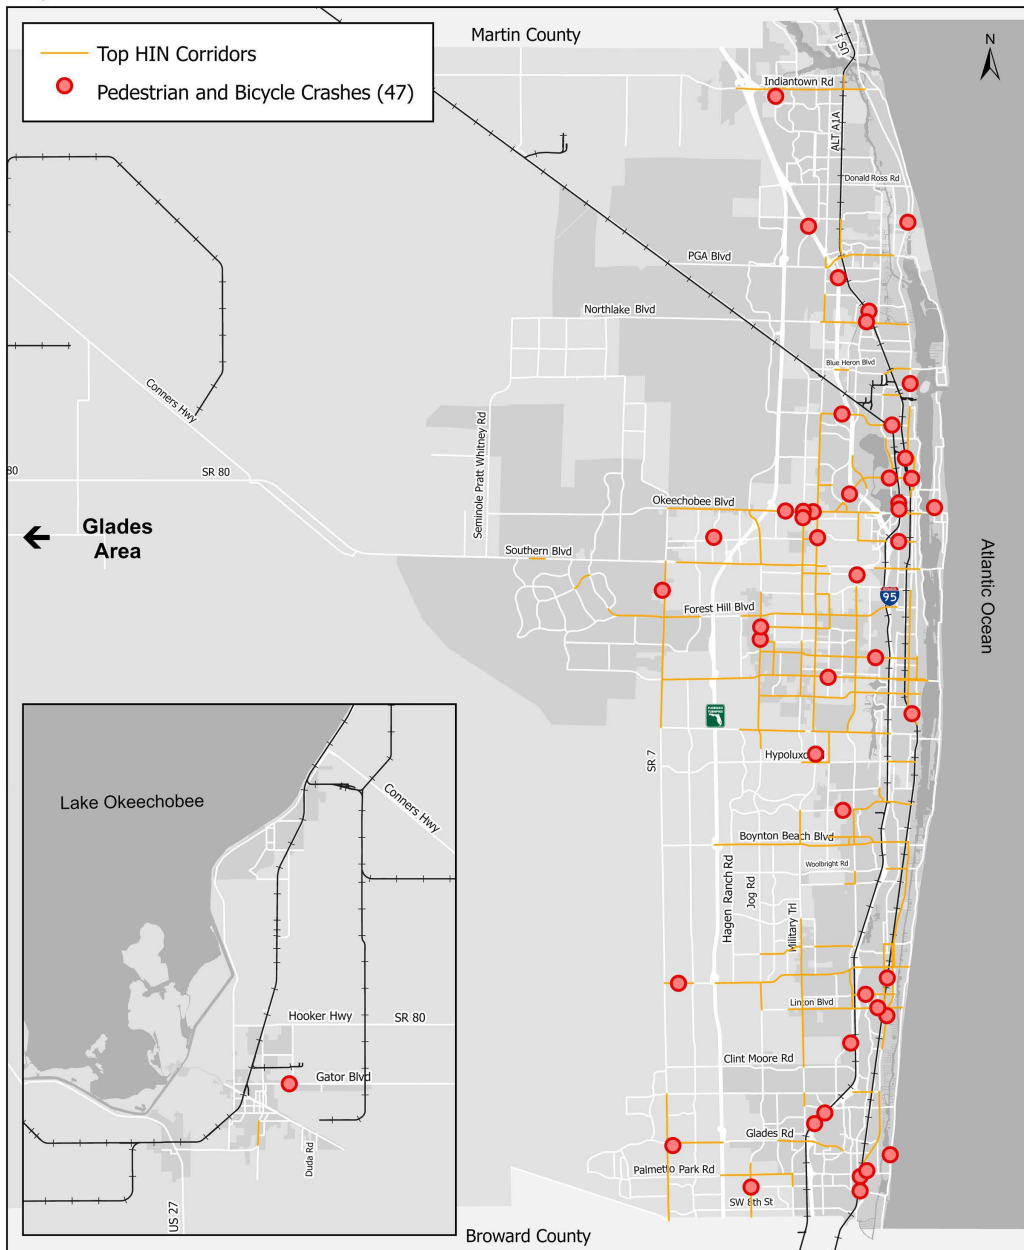 Martin County
Top HIN Corridors
Pedestrian and Bicycle Crashes (47)
N
US 1
Indiantown Rd
ALT A1A
Donald Ross Rd
PGA Blvd
Northlake Blvd
Blue Heron Blvd
Conners Hwy
Seminole Pratt Whitney Rd
80
SR 80
Okeechobee Blvd
Glades
Area
Southern Blvd
Atlantic Ocean
95
Forest Hill Blvd
SR 7
Hypoluxo
Lake Okeechobee
Conners Hwy
Boynton Beach Blvd
Woolbright Rd
Hagen Ranch Rd
Jog Rd
Military Trl
Linton Blvd
Hooker Hwy
SR 80
Clint Moore Rd
Gator Blvd
Glades Rd
Duda Rd
Palmetto Park Rd
SW 8th St
US 27
Broward County